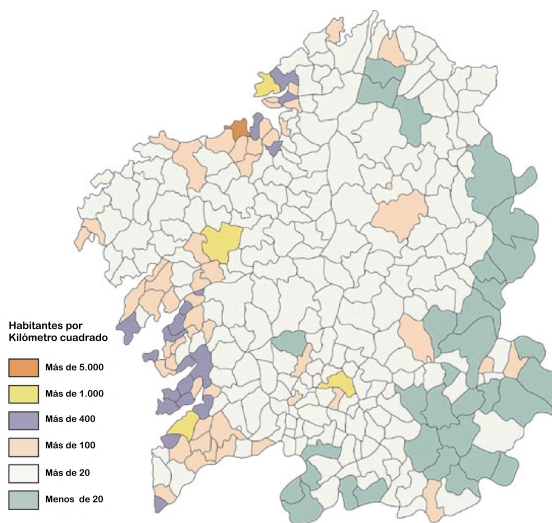 Habitantes por
Kilómetro cuadrado
Más de 5.000
Más de 1.000
Más de 400
Más de 100
Más de 20
Menos de 20